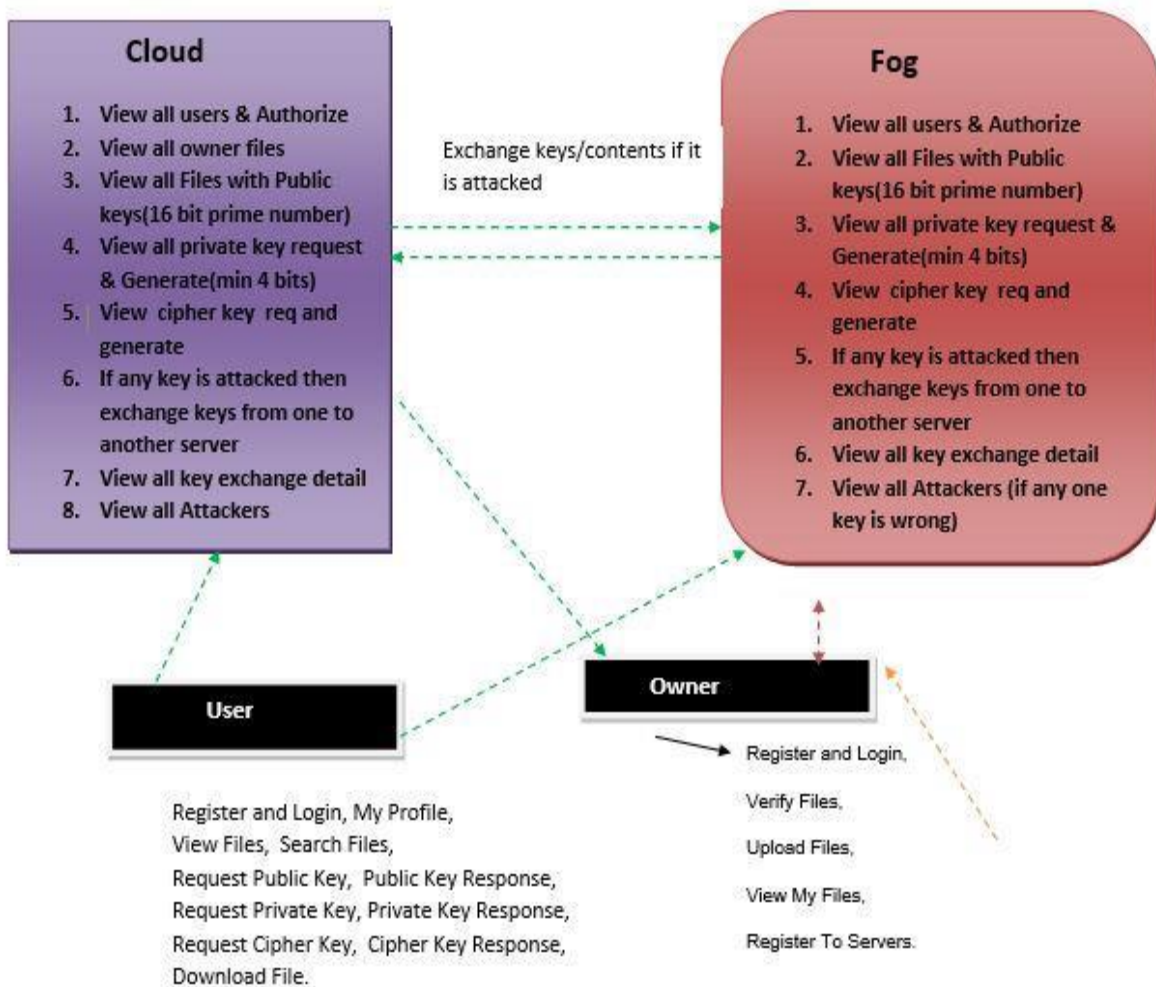 Cloud
1. View all users & Authorize
2. View all owner files
3. View all Files with Public
keys(16 bit prime number)
4. View all private key request
& Generate(min 4 bits)
5. View cipher key req and
generate
6. If any key is attacked then
exchange keys from one to
another server
7. View all key exchange detail
8. View all Attackers
Exchange keys/contents if it
is attacked
Fog
1. View all users & Authorize
2. View all Files with Public
keys(16 bit prime number)
3. View all private key request &
Generate(min 4 bits)
4. View cipher key req and
generate
5. If any key is attacked then
exchange keys from one to
another server
6. View all key exchange detail
7. View all Attackers (if any one
key is wrong)
User
Register and Login, My Profile,
View Files, Search Files,
Request Public Key, Public Key Response,
Request Private Key, Private Key Response,
Request Cipher Key, Cipher Key Response,
Download File.
Owner
Register and Login,
Verify Files,
Upload Files,
View My Files,
Register To Servers.